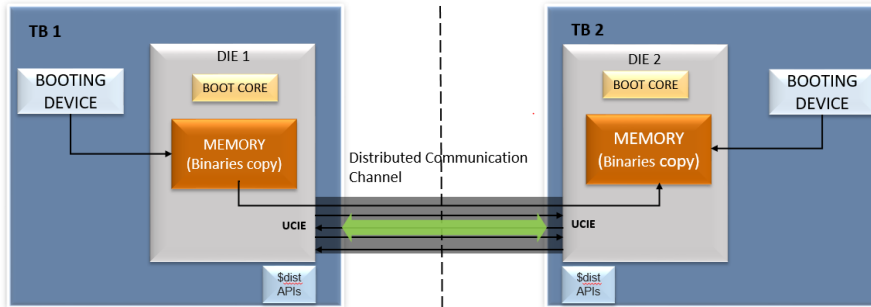 TB 1
DIE 1
BOOTING
DEVICE
BOOT CORE
MEMORY
(Binaries copy)
UCIE
$dist
APIs
Distributed Communication
Channel
TB 2
DIE 2
BOOT CORE
BOOTING
DEVICE
MEMORY
(Binaries copy)
UCIE
$dist
APIs